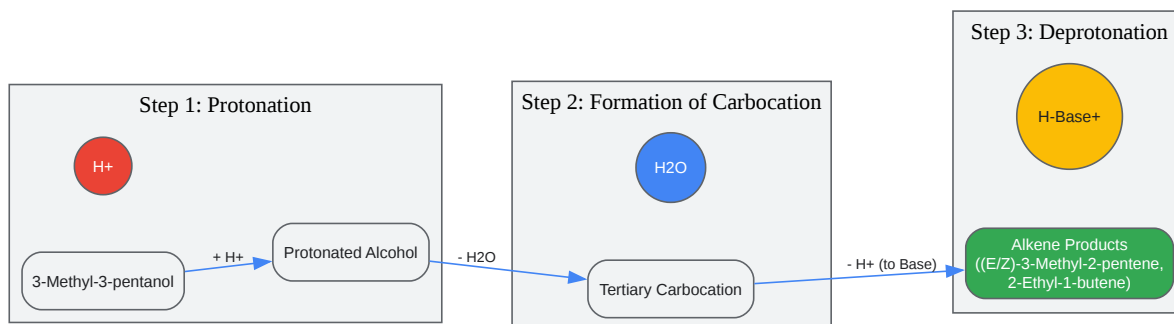 Step 1: Protonation
H+
3-Methyl-3-pentanol
+ H+
Protonated Alcohol
- H2O
Step 2: Formation of Carbocation
H2O
Tertiary Carbocation
- H+ (to Base)
Step 3: Deprotonation
H-Base+
Alkene Products
((E/Z)-3-Methyl-2-pentene,
2-Ethyl-1-butene)